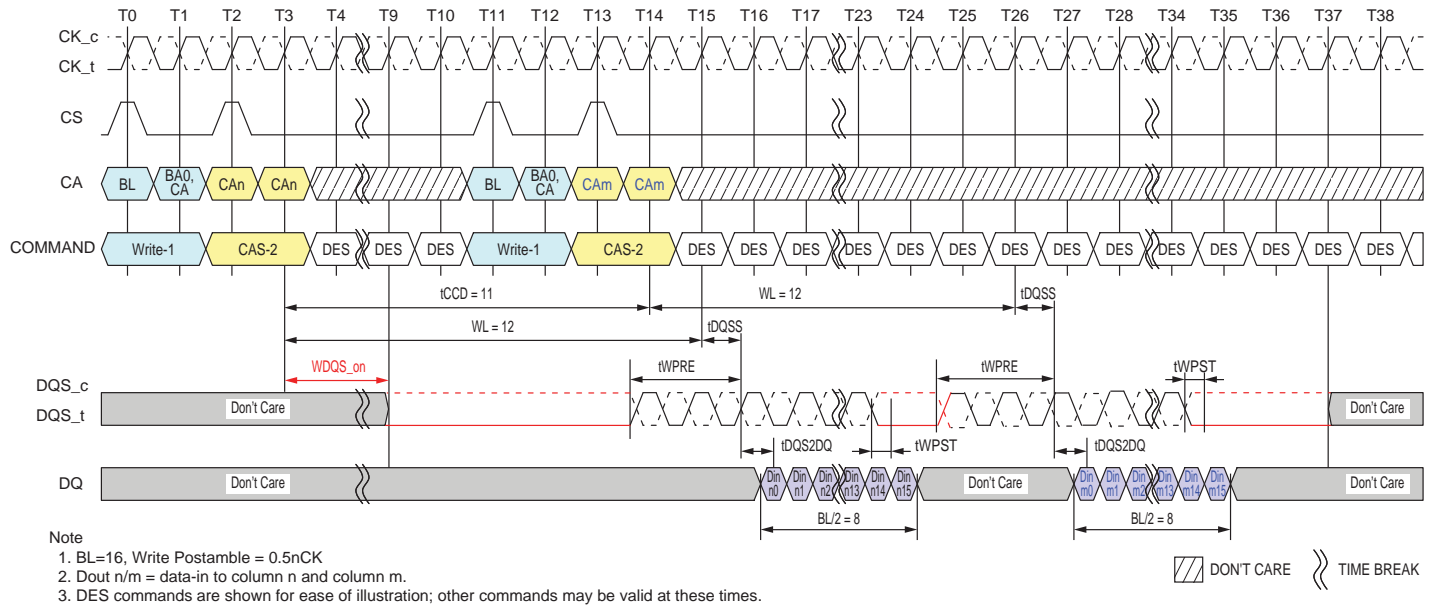 T0 T1 T2 T3 T4 T9 T10 T11 T12 T13 T14 T15 T16 T17 T23 T24 T25 T26 T27 T28 T34 T35 T36 T37 T38
CK_c
CK_t
CS
CA BL BA0, CA CAn CAn BL BA0, CA CAm CAm
COMMAND Write-1 CAS-2 DES DES DES Write-1 CAS-2 DES DES DES DES DES DES DES DES DES DES DES DES DES DES
tCCD = 11 WL = 12 tDQSS
WL = 12 tDQSS
WDQS_on tWPRE tWPRE tWPST
DQS_c
DQS_t Don't Care Don't Care
tDQS2DQ tWPST tDQS2DQ
DQ Don't Care Din n0 Din n1 Din n2 Din n13 Din n14 Din n15 Don't Care Din m0 Din m1 Din m2 Din m13 Din m14 Din m15 Don't Care
BL/2 = 8 BL/2 = 8
Note
1. BL=16, Write Postamble = 0.5nCK
2. Dout n/m = data-in to column n and column m.
3. DES commands are shown for ease of illustration; other commands may be valid at these times.
DON'T CARE TIME BREAK